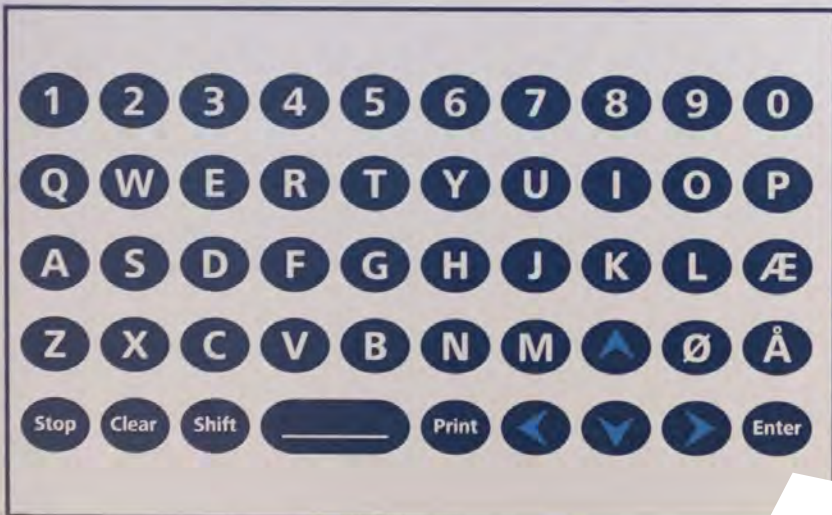 1 2 3 4 5 6 7 8 9 0
Q W E R T Y U I O P
A S D F G H J K L Æ
Z X C V B N M Ø Å
Stop Clear Shift Print Enter